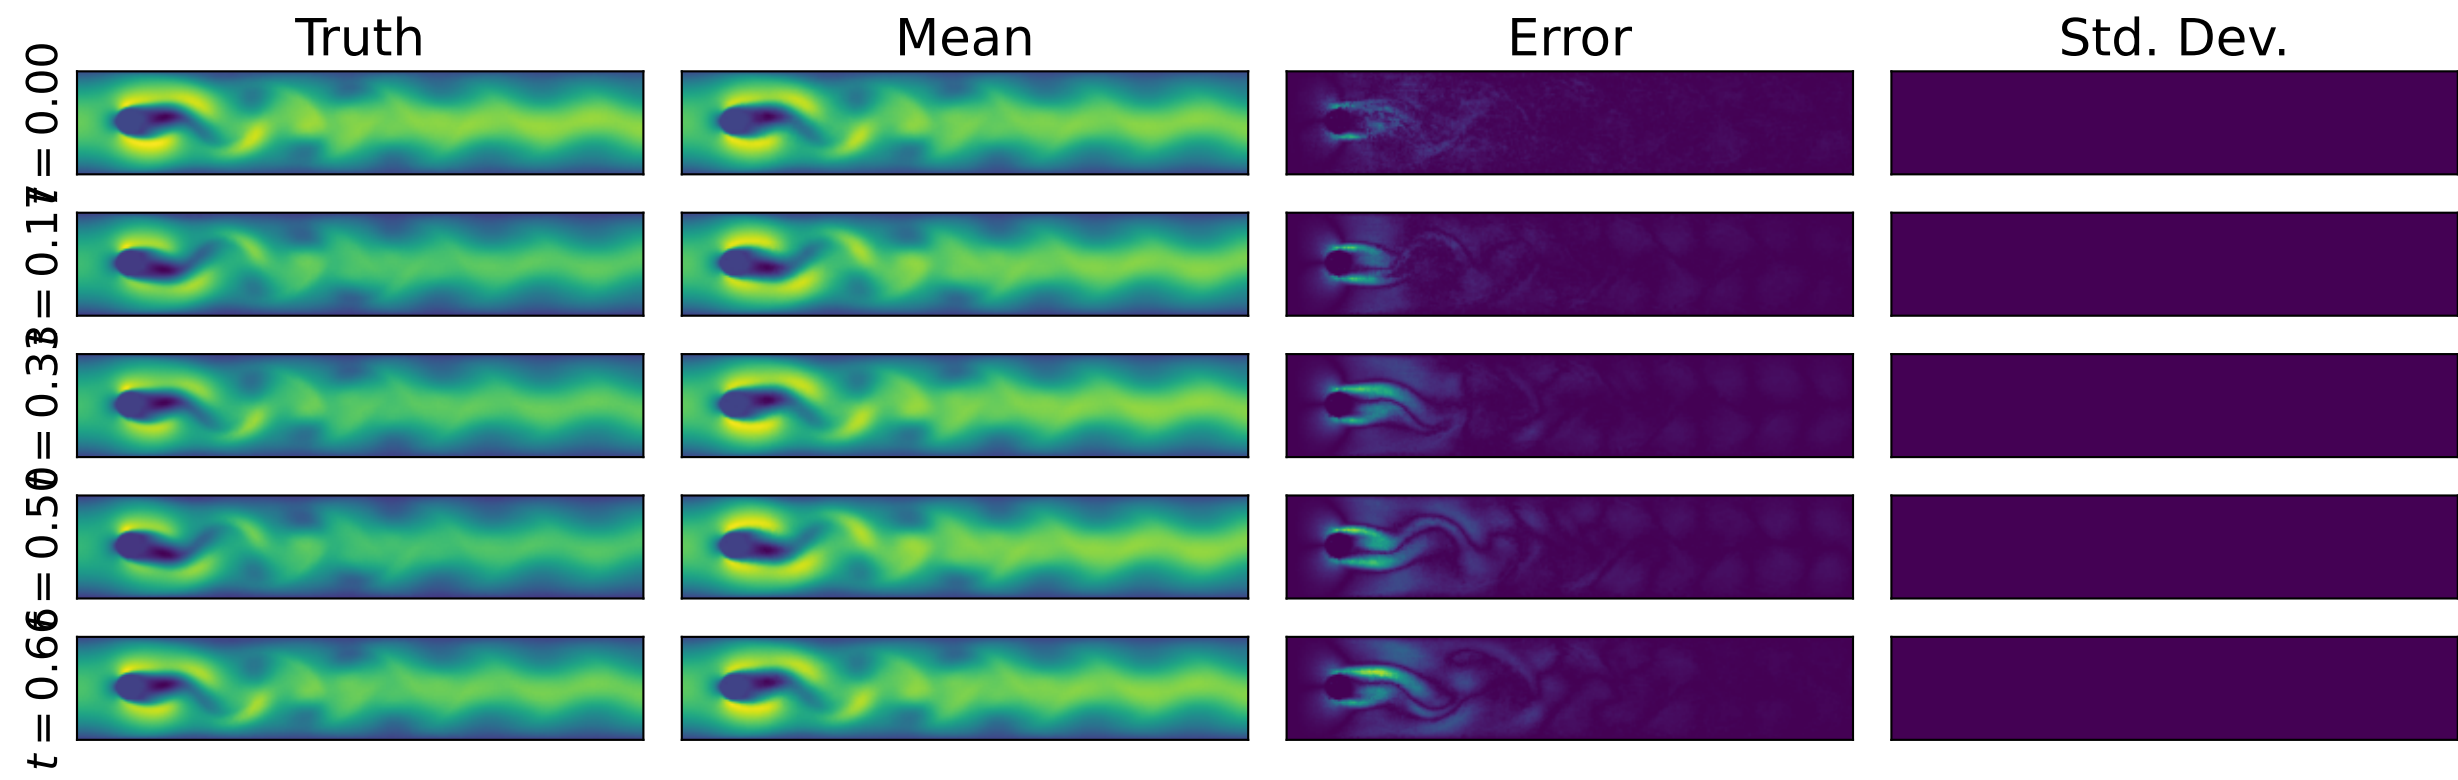 Truth Mean Error Std. Dev.
t = 0.00
t = 0.17
t = 0.33
t = 0.50
t = 0.66